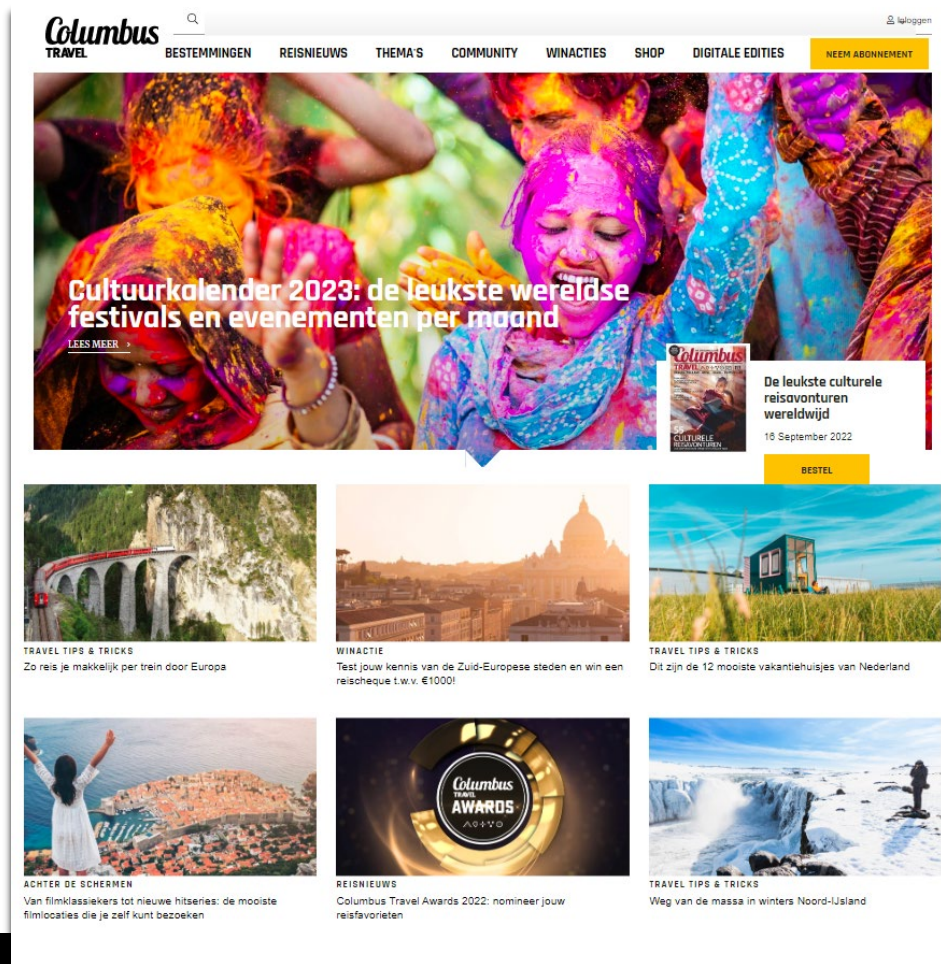 Columbus
TRAVEL
Inloggen
BESTEMMINGEN REISNIEUWS THEMA'S COMMUNITY WINACTIES SHOP DIGITALE EDITIES NEEM ABONNEMENT
Cultuurkalender 2023: de leukste wereldse
festivals en evenementen per maand
LEES MEER ›
Columbus
TRAVEL
55
CULTURELE
REISAVONTUREN
De leukste culturele
reisavonturen
wereldwijd
16 September 2022
BESTEL
TRAVEL TIPS & TRICKS
Zo reis je makkelijk per trein door Europa
WINACTIE
Test jouw kennis van de Zuid-Europese steden en win een
reischeque t.w.v. €1000!
TRAVEL TIPS & TRICKS
Dit zijn de 12 mooiste vakantiehuisjes van Nederland
ACHTER DE SCHERMEN
Van filmklassiekers tot nieuwe hitseries: de mooiste
filmlocaties die je zelf kunt bezoeken
Columbus
TRAVEL
AWARDS
REISNIEUWS
Columbus Travel Awards 2022: nomineer jouw
reisfavorieten
TRAVEL TIPS & TRICKS
Weg van de massa in winters Noord-IJsland